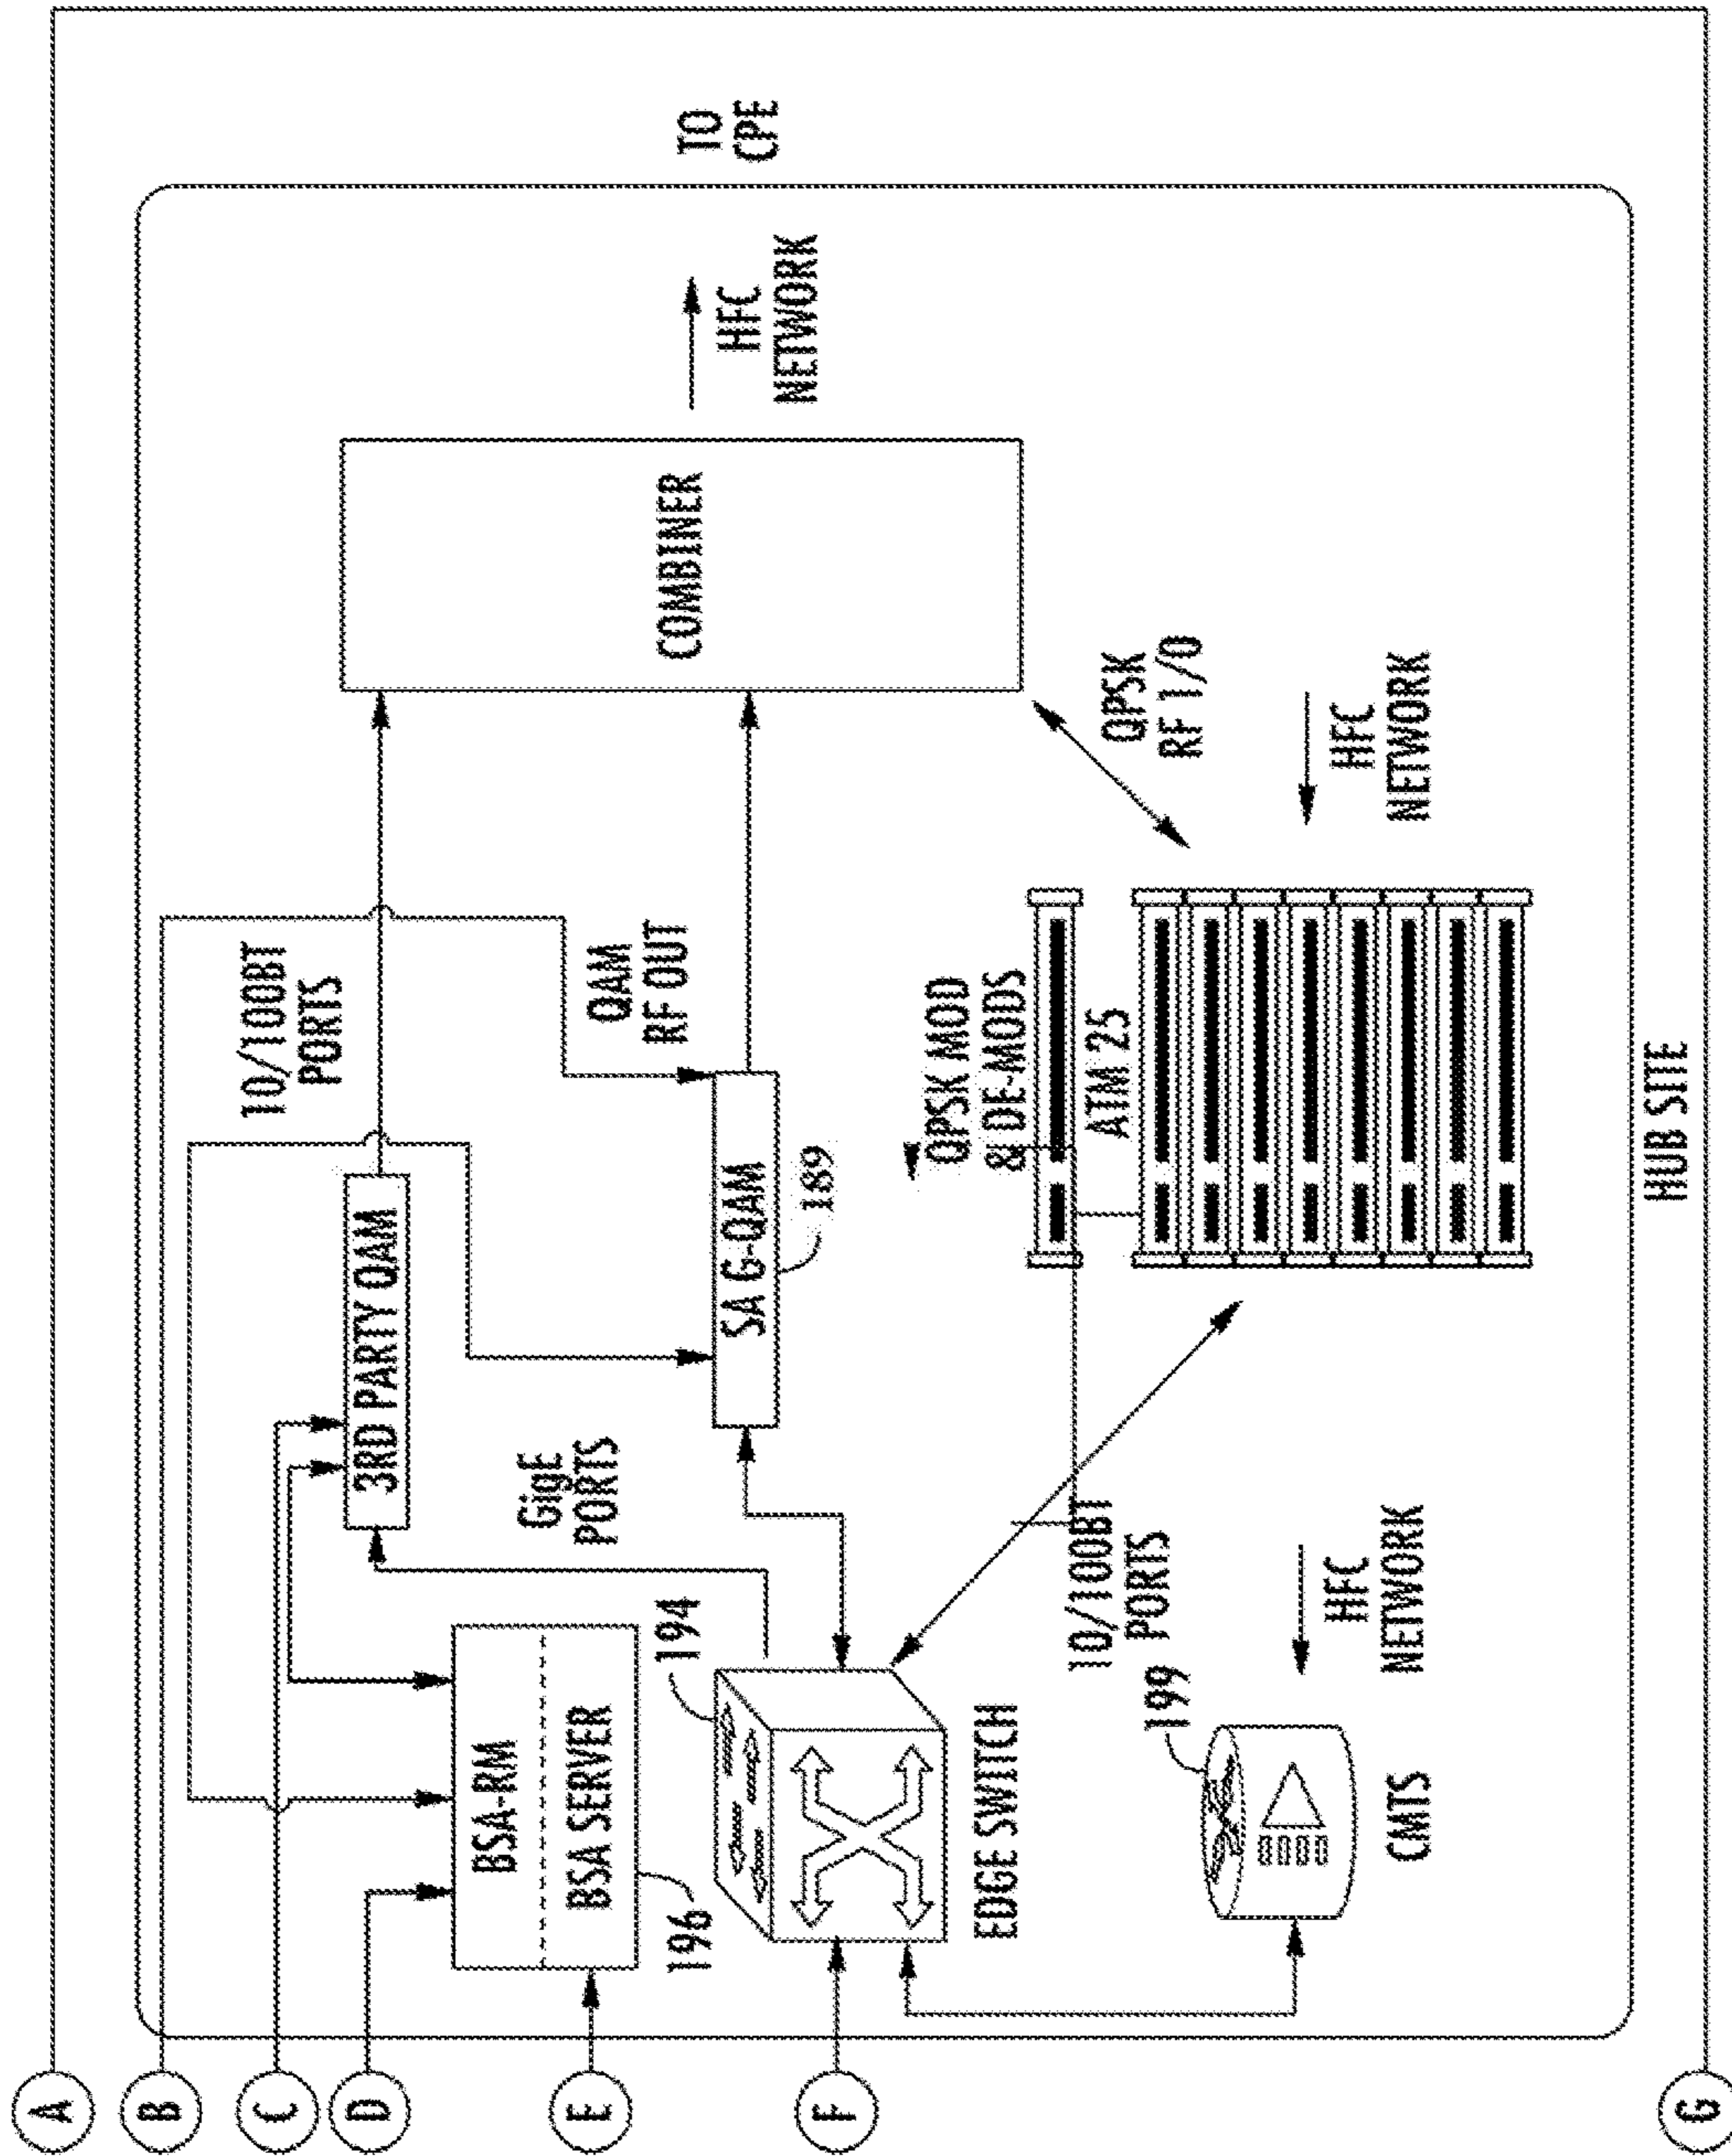 A
B
C
D
E
F
G
10/100BT
PORTS
3RD PARTY QAM
BSA-RM
BSA SERVER
196
194
GigE
PORTS
QAM
RF OUT
SA G-QAM
189
COMBINER
HFC
NETWORK
TO
CPE
EDGE SWITCH
QPSK MOD
& DE-MODS
ATM 25
QPSK
RF 1/0
HFC
NETWORK
10/100BT
PORTS
199
HFC
NETWORK
CMTS
HUB SITE